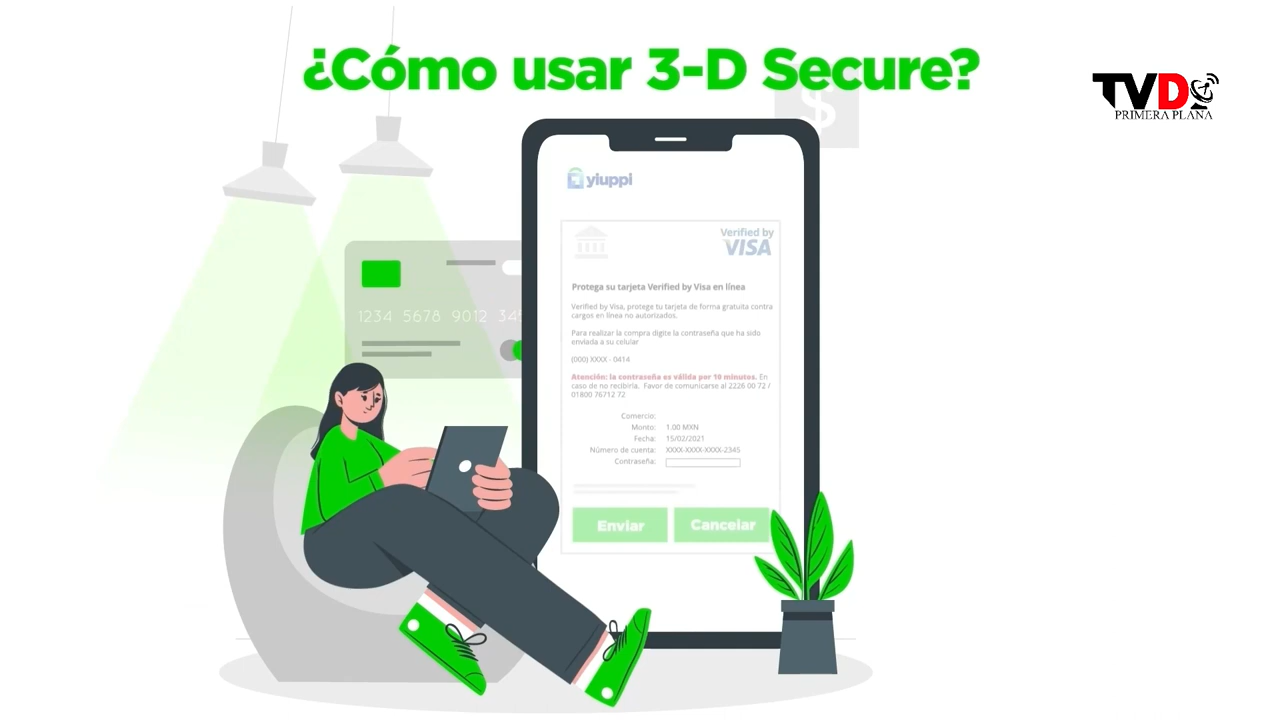 ¿Cómo usar 3-D Secure?
TVD
PRIMERA PLANA
$
yiuppi
Verified by
VISA
1234 5678 9012 345
Protega su tarjeta Verified by Visa en línea
Verified by Visa, protege tu tarjeta de forma gratuita contra
cargos en línea no autorizados.
Para realizar la compra digite la contraseña que ha sido
enviada a su celular
(000) XXXX - 0414
Atención: la contraseña es válida por 10 minutos. En
caso de no recibirla. Favor de comunicarse al 2226 00 72 /
01800 76712 72
Comercio:
Monto: 1.00 MXN
Fecha: 15/02/2021
Número de cuenta: XXXX-XXXX-XXXX-2345
Contraseña:
Enviar Cancelar